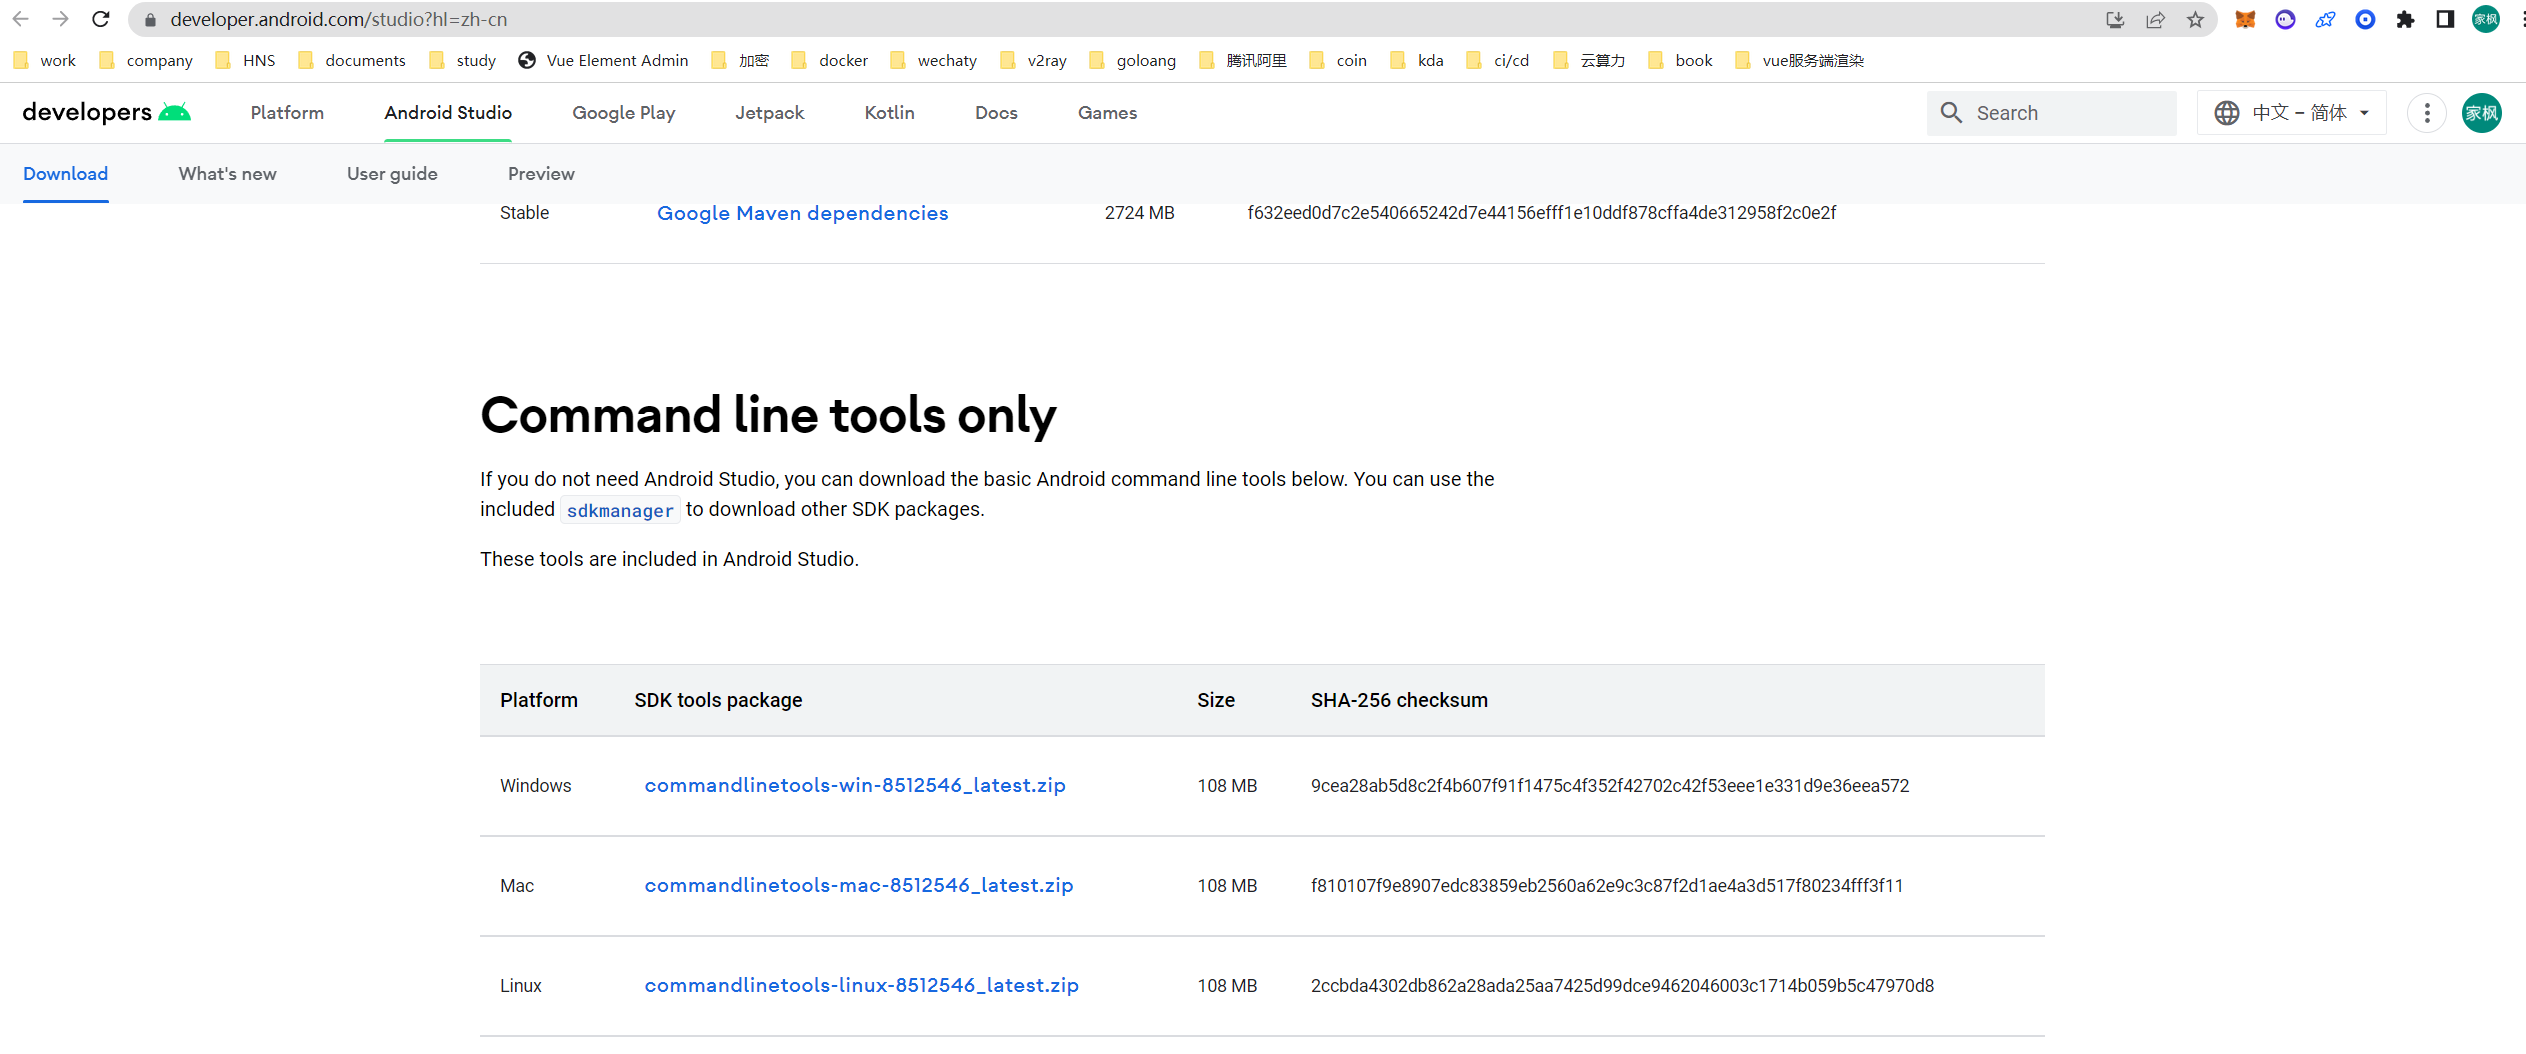 developer.android.com/studio?hl=zh-cn
家枫
work company HNS documents study Vue Element Admin 加密 docker wechaty v2ray goloang 腾讯阿里 coin kda ci/cd 云算力 book vue服务端渲染
developers Platform Android Studio Google Play Jetpack Kotlin Docs Games Search 中文 – 简体 家枫
Download What's new User guide Preview
Stable Google Maven dependencies 2724 MB f632eed0d7c2e540665242d7e44156efff1e10ddf878cffa4de312958f2c0e2f
Command line tools only
If you do not need Android Studio, you can download the basic Android command line tools below. You can use the
included sdkmanager to download other SDK packages.
These tools are included in Android Studio.
Platform SDK tools package Size SHA-256 checksum
Windows commandlinetools-win-8512546_latest.zip 108 MB 9cea28ab5d8c2f4b607f91f1475c4f352f42702c42f53eee1e331d9e36eea572
Mac commandlinetools-mac-8512546_latest.zip 108 MB f810107f9e8907edc83859eb2560a62e9c3c87f2d1ae4a3d517f80234fff3f11
Linux commandlinetools-linux-8512546_latest.zip 108 MB 2ccbda4302db862a28ada25aa7425d99dce9462046003c1714b059b5c47970d8